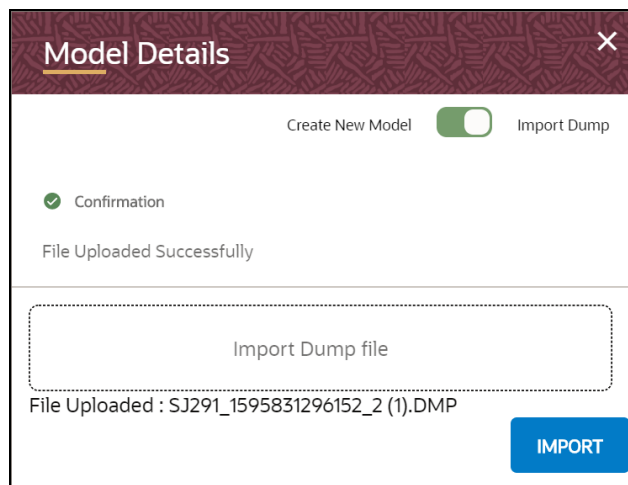 Model Details
Create New Model Import Dump
Confirmation
File Uploaded Successfully
Import Dump file
File Uploaded : SJ291_1595831296152_2 (1).DMP
IMPORT